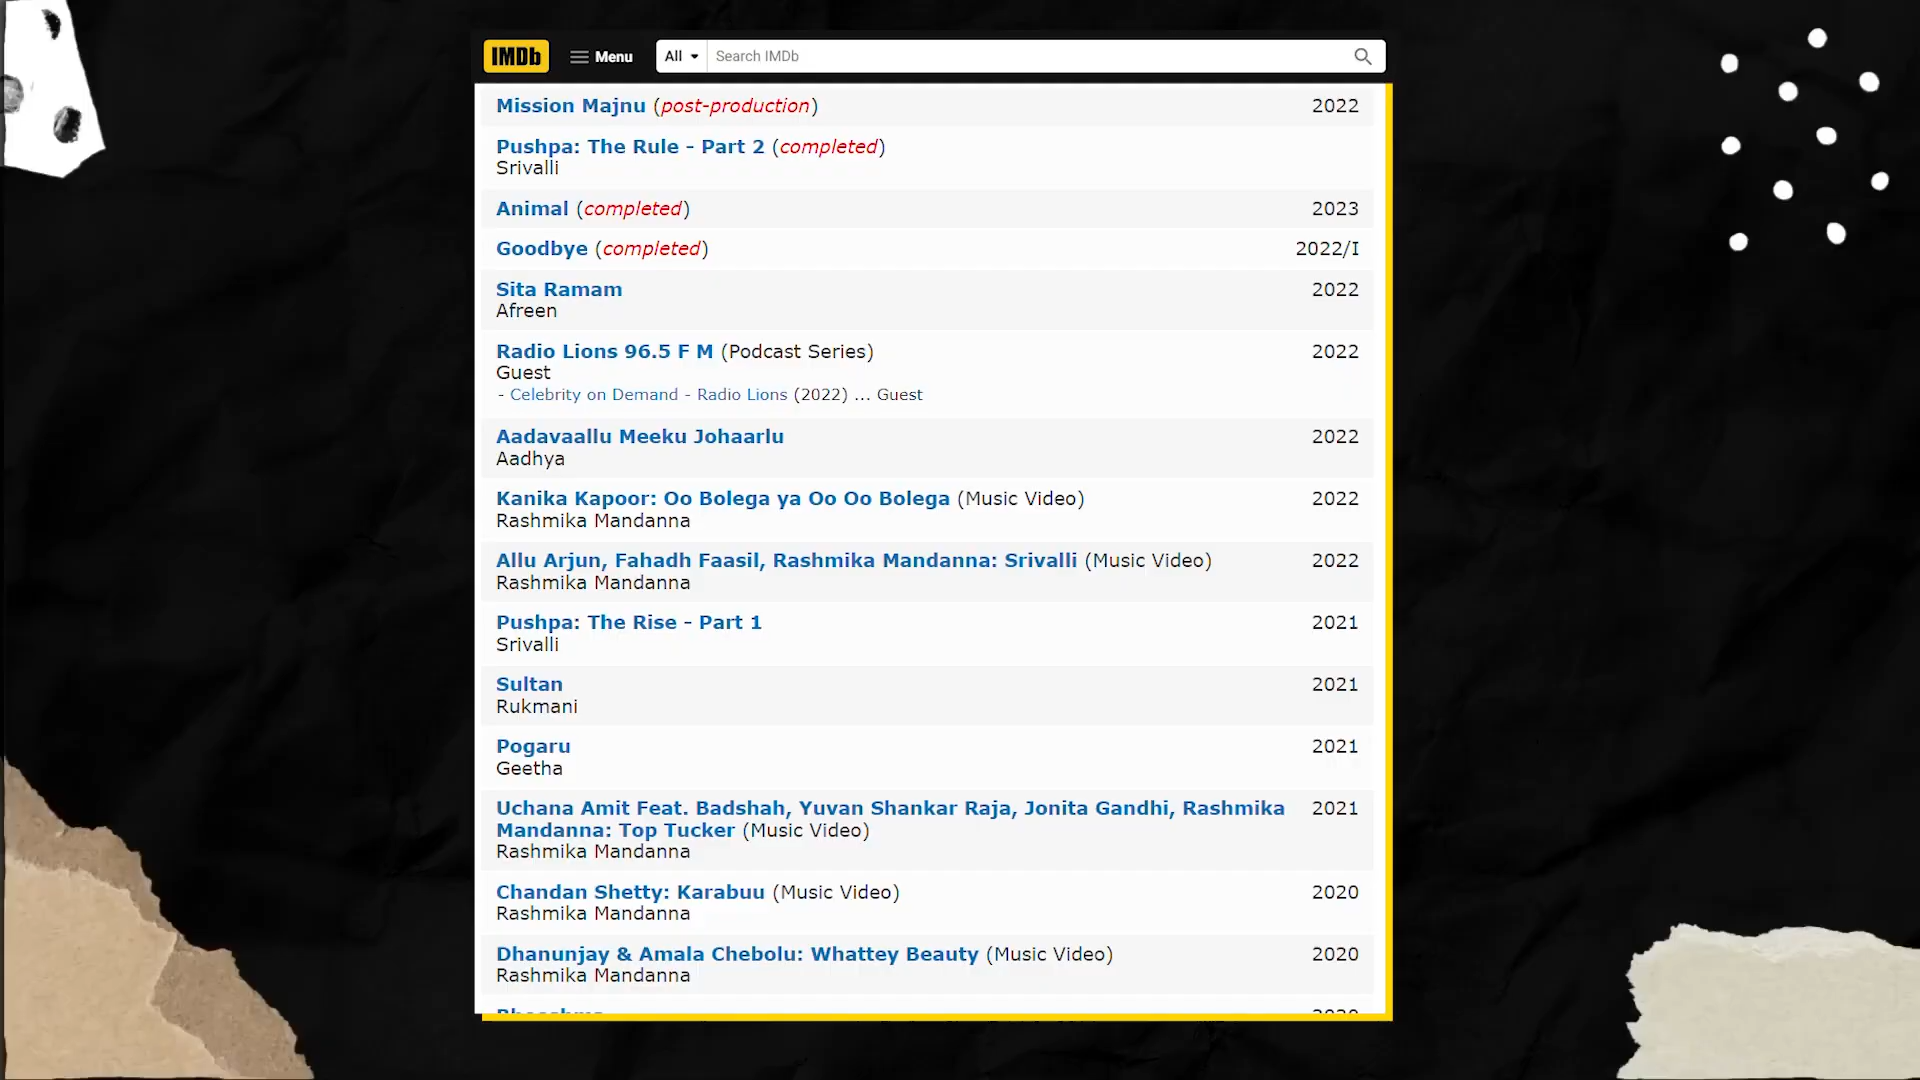 IMDb Menu All Search IMDb
Mission Majnu (post-production) 2022
Pushpa: The Rule - Part 2 (completed)
Srivalli
Animal (completed) 2023
Goodbye (completed) 2022/I
Sita Ramam 2022
Afreen
Radio Lions 96.5 F M (Podcast Series) 2022
Guest
- Celebrity on Demand - Radio Lions (2022) ... Guest
Aadavaallu Meeku Johaarlu 2022
Aadhya
Kanika Kapoor: Oo Bolega ya Oo Oo Bolega (Music Video) 2022
Rashmika Mandanna
Allu Arjun, Fahadh Faasil, Rashmika Mandanna: Srivalli (Music Video) 2022
Rashmika Mandanna
Pushpa: The Rise - Part 1 2021
Srivalli
Sultan 2021
Rukmani
Pogaru 2021
Geetha
Uchana Amit Feat. Badshah, Yuvan Shankar Raja, Jonita Gandhi, Rashmika 2021
Mandanna: Top Tucker (Music Video)
Rashmika Mandanna
Chandan Shetty: Karabuu (Music Video) 2020
Rashmika Mandanna
Dhanunjay & Amala Chebolu: Whattey Beauty (Music Video) 2020
Rashmika Mandanna